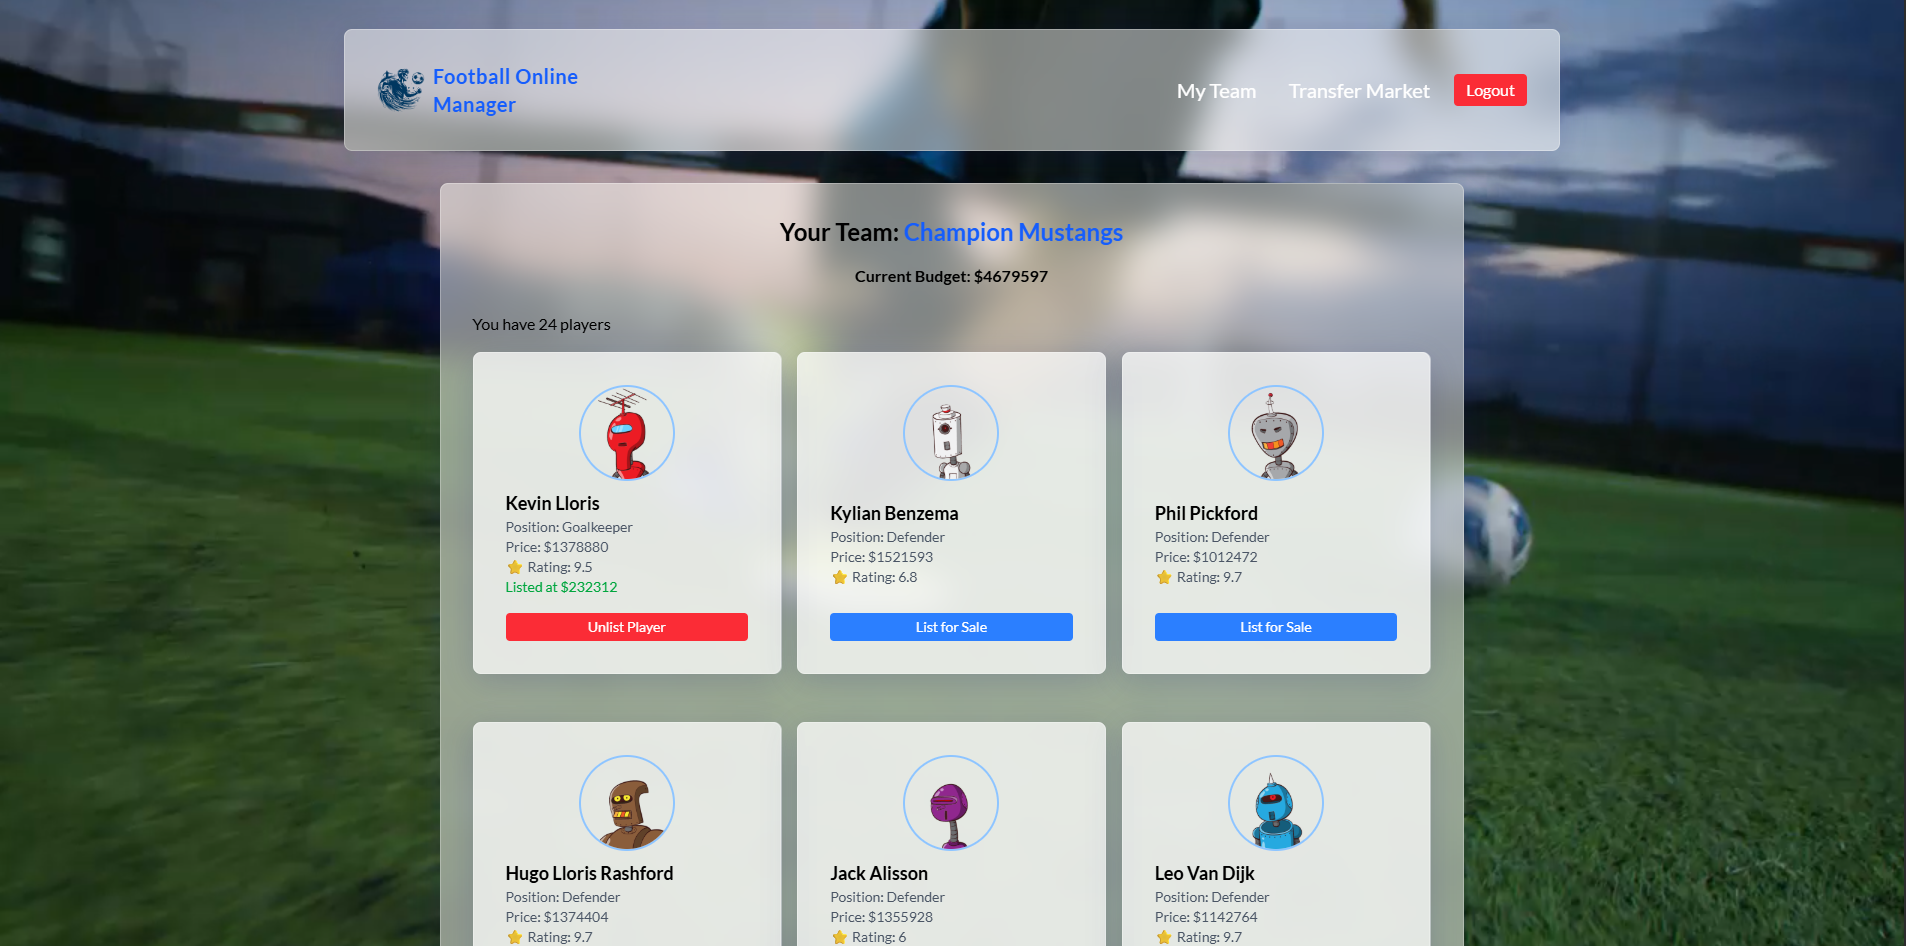 Football Online
Manager
My Team
Transfer Market
Logout
Your Team: Champion Mustangs
Current Budget: $4679597
You have 24 players
Kevin Lloris
Position: Goalkeeper
Price: $1378880
Rating: 9.5
Listed at $232312
Unlist Player
Kylian Benzema
Position: Defender
Price: $1521593
Rating: 6.8
List for Sale
Phil Pickford
Position: Defender
Price: $1012472
Rating: 9.7
List for Sale
Hugo Lloris Rashford
Position: Defender
Price: $1374404
Rating: 9.7
Jack Alisson
Position: Defender
Price: $1355928
Rating: 6
Leo Van Dijk
Position: Defender
Price: $1142764
Rating: 9.7